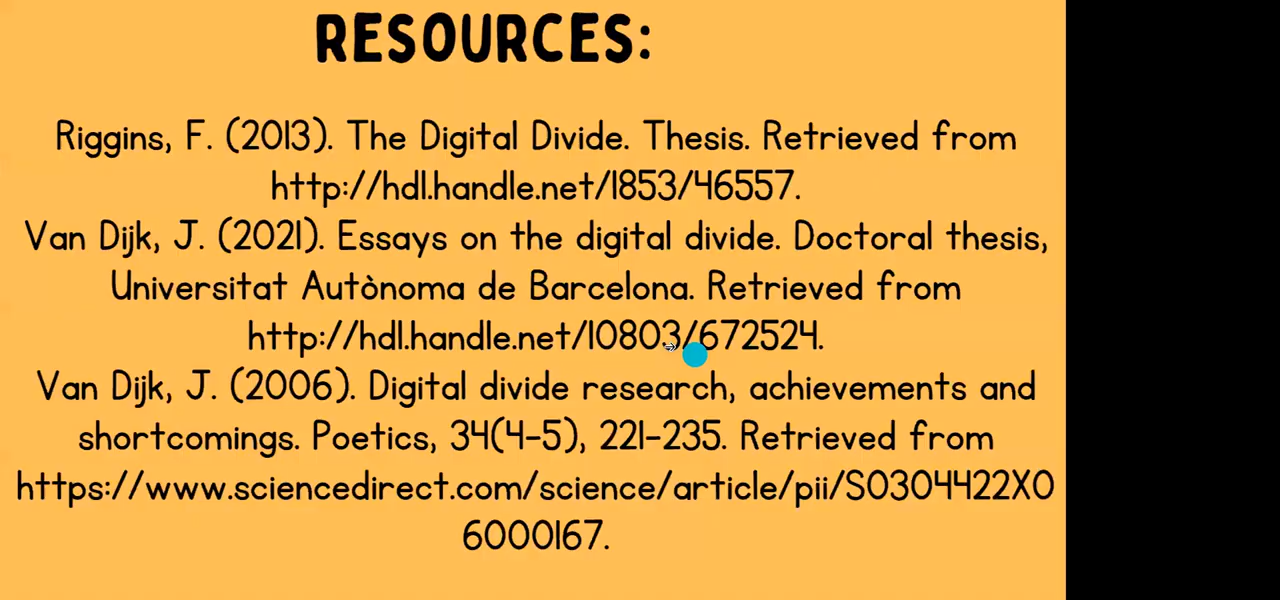 RESOURCES:
Riggins, F. (2013). The Digital Divide. Thesis. Retrieved from
http://hdl.handle.net/1853/46557.
Van Dijk, J. (2021). Essays on the digital divide. Doctoral thesis,
Universitat Autònoma de Barcelona. Retrieved from
http://hdl.handle.net/10803/672524.
Van Dijk, J. (2006). Digital divide research, achievements and
shortcomings. Poetics, 34(4-5), 221-235. Retrieved from
https://www.sciencedirect.com/science/article/pii/S0304422X0
6000167.